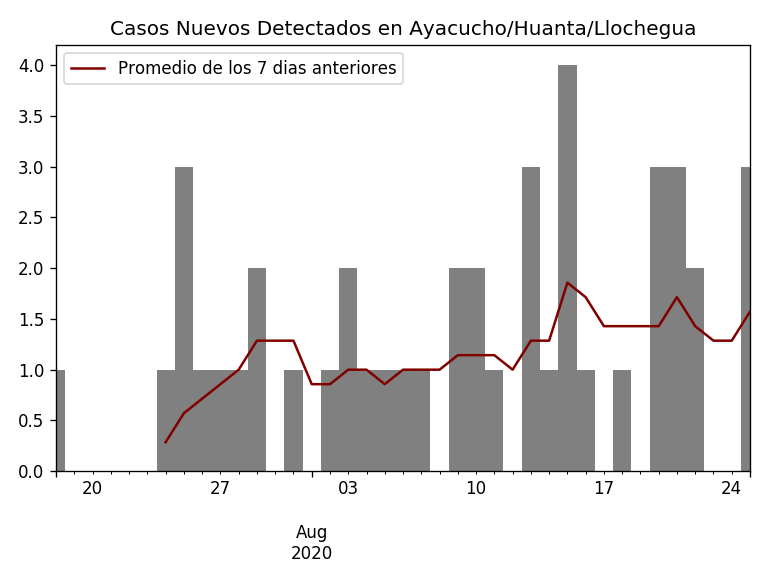 Casos Nuevos Detectados en Ayacucho/Huanta/Llochegua
Promedio de los 7 dias anteriores
4.0
3.5
3.0
2.5
2.0
1.5
1.0
0.5
0.0
20 27 03 10 17 24
Aug
2020